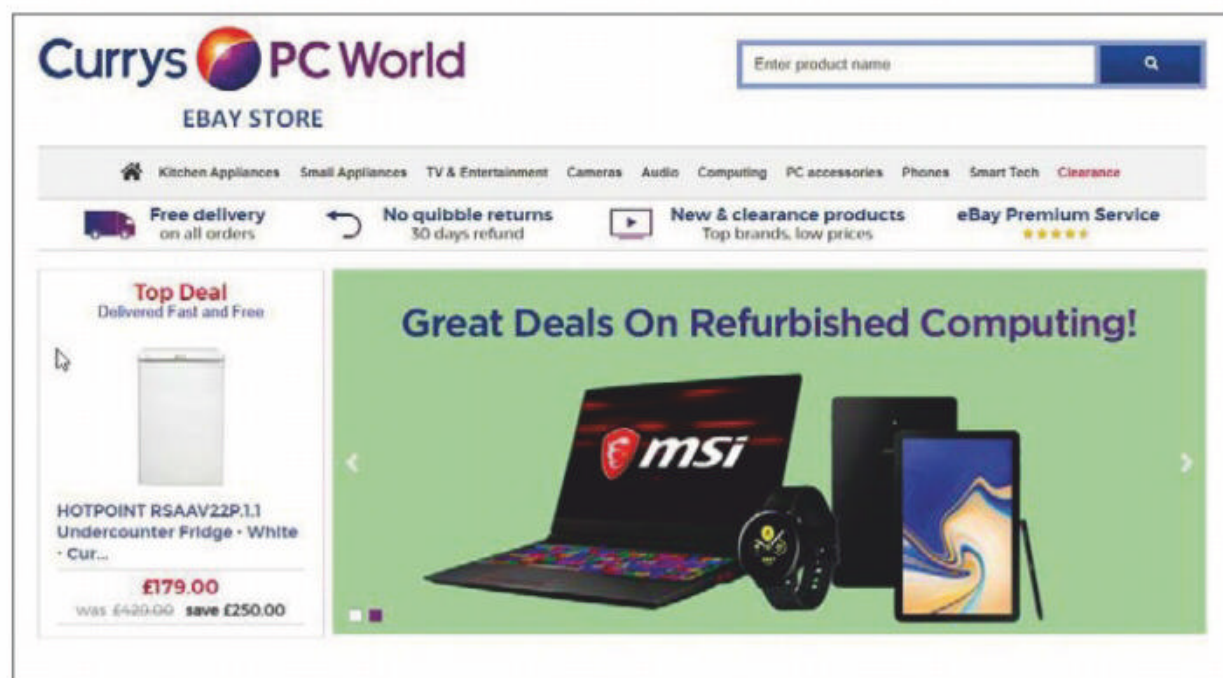 Currys PC World
EBAY STORE
Enter product name
Kitchen Appliances Small Appliances TV & Entertainment Cameras Audio Computing PC accessories Phones Smart Tech Clearance
Free delivery
on all orders
No quibble returns
30 days refund
New & clearance products
Top brands, low prices
eBay Premium Service
Top Deal
Delivered Fast and Free
HOTPOINT RSAAV22P.1.1
Undercounter Fridge - White
- Cur...
£179.00
was £429.00 save £250.00
Great Deals On Refurbished Computing!
msi